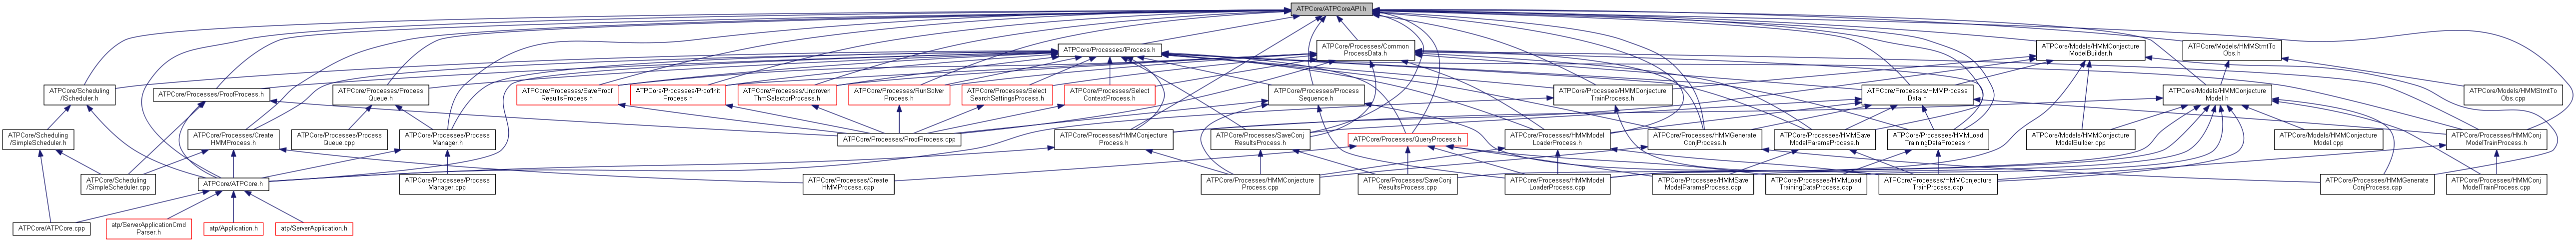 ATPCore/ATPCoreAPI.h
ATPCore/Processes/IProcess.h
ATPCore/Processes/Common
ProcessData.h
ATPCore/Models/HMMConjecture
ModelBuilder.h
ATPCore/Models/HMMStmtTo
Obs.h
ATPCore/Scheduling
/IScheduler.h
ATPCore/Processes/ProofProcess.h
ATPCore/Processes/Process
Queue.h
ATPCore/Processes/SaveProof
ResultsProcess.h
ATPCore/Processes/ProofInit
Process.h
ATPCore/Processes/Unproven
ThmSelectorProcess.h
ATPCore/Processes/RunSolver
Process.h
ATPCore/Processes/Select
SearchSettingsProcess.h
ATPCore/Processes/Select
ContextProcess.h
ATPCore/Processes/Process
Sequence.h
ATPCore/Processes/HMMConjecture
TrainProcess.h
ATPCore/Processes/HMMProcess
Data.h
ATPCore/Models/HMMConjecture
Model.h
ATPCore/Models/HMMStmtTo
Obs.cpp
ATPCore/Scheduling
/SimpleScheduler.h
ATPCore/Processes/Create
HMMProcess.h
ATPCore/Processes/Process
Queue.cpp
ATPCore/Processes/Process
Manager.h
ATPCore/Processes/ProofProcess.cpp
ATPCore/Processes/HMMConjecture
Process.h
ATPCore/Processes/SaveConj
ResultsProcess.h
ATPCore/Processes/QueryProcess.h
ATPCore/Processes/HMMModel
LoaderProcess.h
ATPCore/Processes/HMMGenerate
ConjProcess.h
ATPCore/Processes/HMMSave
ModelParamsProcess.h
ATPCore/Processes/HMMLoad
TrainingDataProcess.h
ATPCore/Models/HMMConjecture
ModelBuilder.cpp
ATPCore/Models/HMMConjecture
Model.cpp
ATPCore/Processes/HMMConj
ModelTrainProcess.h
ATPCore/Scheduling
/SimpleScheduler.cpp
ATPCore/ATPCore.h
ATPCore/Processes/Process
Manager.cpp
ATPCore/Processes/Create
HMMProcess.cpp
ATPCore/Processes/HMMConjecture
Process.cpp
ATPCore/Processes/SaveConj
ResultsProcess.cpp
ATPCore/Processes/HMMModel
LoaderProcess.cpp
ATPCore/Processes/HMMSave
ModelParamsProcess.cpp
ATPCore/Processes/HMMLoad
TrainingDataProcess.cpp
ATPCore/Processes/HMMConjecture
TrainProcess.cpp
ATPCore/Processes/HMMGenerate
ConjProcess.cpp
ATPCore/Processes/HMMConj
ModelTrainProcess.cpp
ATPCore/ATPCore.cpp
atp/ServerApplicationCmd
Parser.h
atp/Application.h
atp/ServerApplication.h